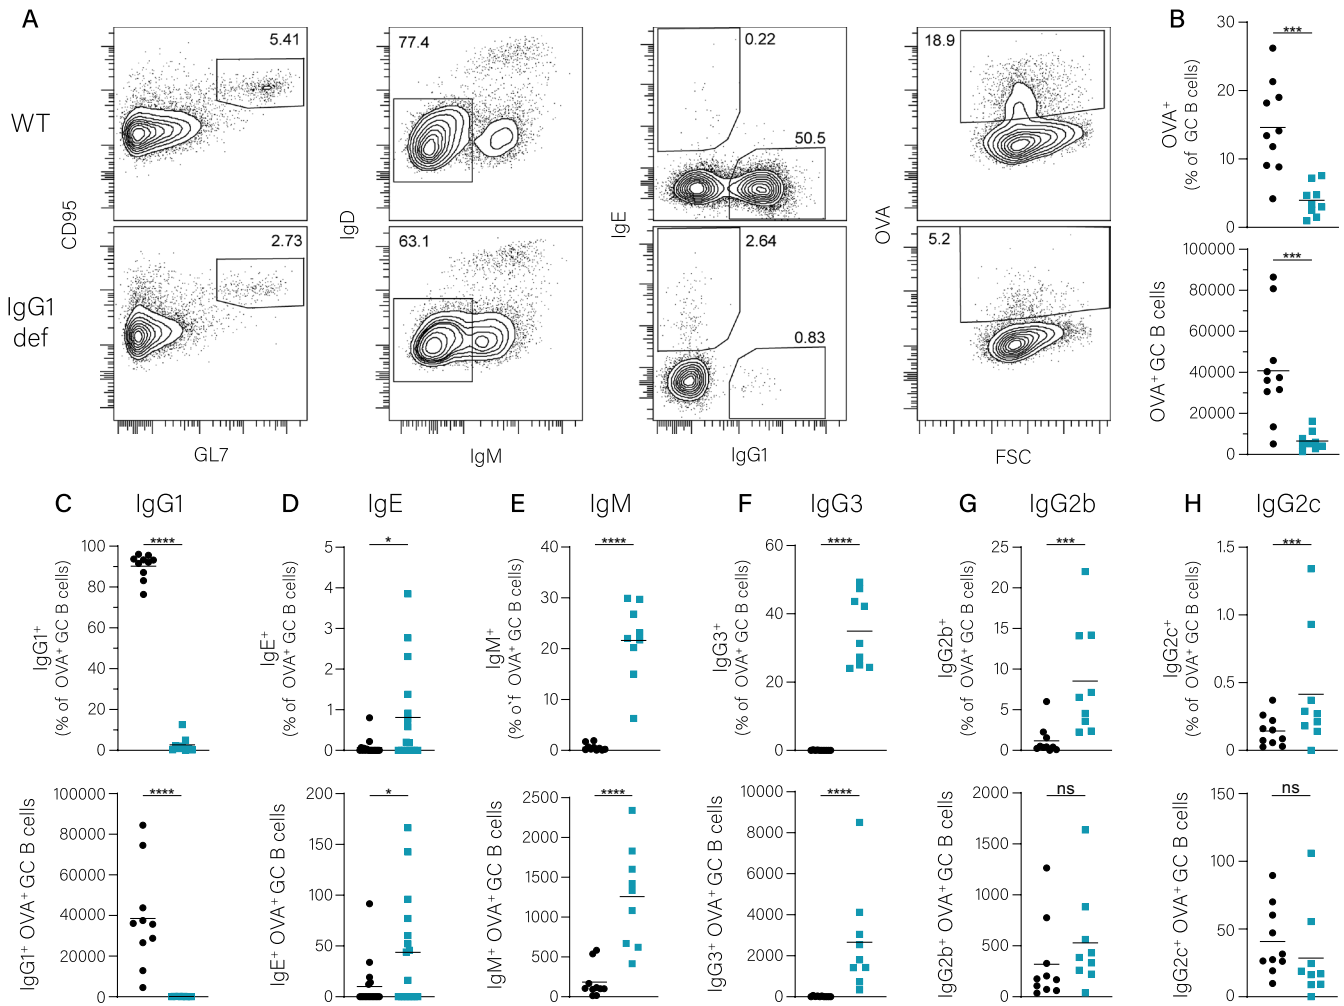 A
B
WT
IgG1
def
5.41
77.4
0.22
50.5
18.9
2.73
63.1
2.64
0.83
5.2
CD95
IgD
IgE
OVA
GL7
IgM
IgG1
FSC
OVA+
(% of GC B cells)
30
20
10
0
***
OVA+ GC B cells
100000
80000
60000
40000
20000
0
***
C
IgG1
D
IgE
E
IgM
F
IgG3
G
IgG2b
H
IgG2c
IgG1+
(% of OVA+ GC B cells)
100
80
60
40
20
0
****
IgE+
(% of OVA+ GC B cells)
5
4
3
2
1
0
*
IgM+
(% o'f OVA+ GC B cells)
40
30
20
10
0
****
IgG3+
(% of OVA+ GC B cells)
60
40
20
0
****
IgG2b+
(% of OVA+ GC B cells)
25
20
15
10
5
0
***
IgG2c+
(% of OVA+ GC B cells)
1.5
1.0
0.5
0
***
IgG1+ OVA+ GC B cells
100000
80000
60000
40000
20000
0
****
IgE+ OVA+ GC B cells
200
150
100
50
0
*
IgM+ OVA+ GC B cells
2500
2000
1500
1000
500
0
****
IgG3+ OVA+ GC B cells
10000
8000
6000
4000
2000
0
****
IgG2b+ OVA+ GC B cells
2000
1500
1000
500
0
ns
IgG2c+ OVA+ GC B cells
150
100
50
0
ns